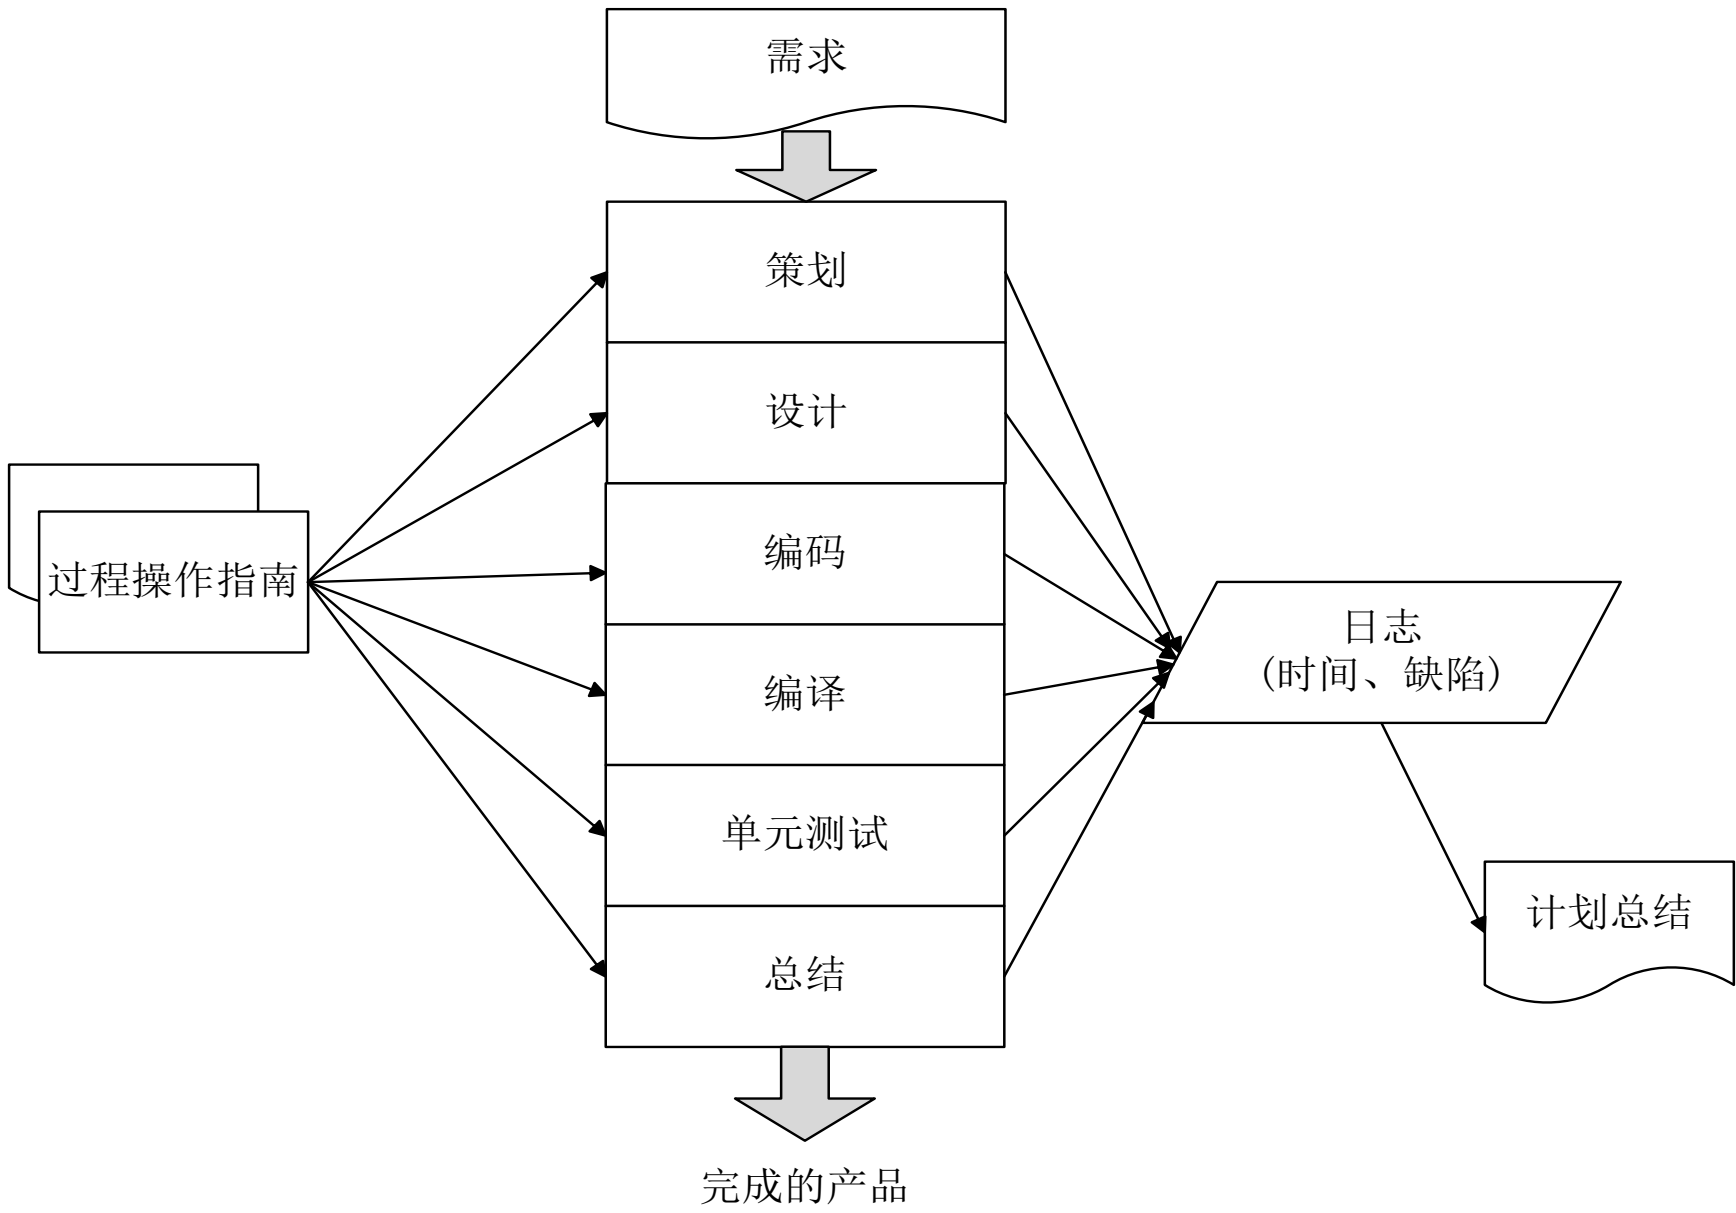 需求
策划
设计
编码
过程操作指南
日志
(时间、缺陷)
编译
单元测试
计划总结
总结
完成的产品